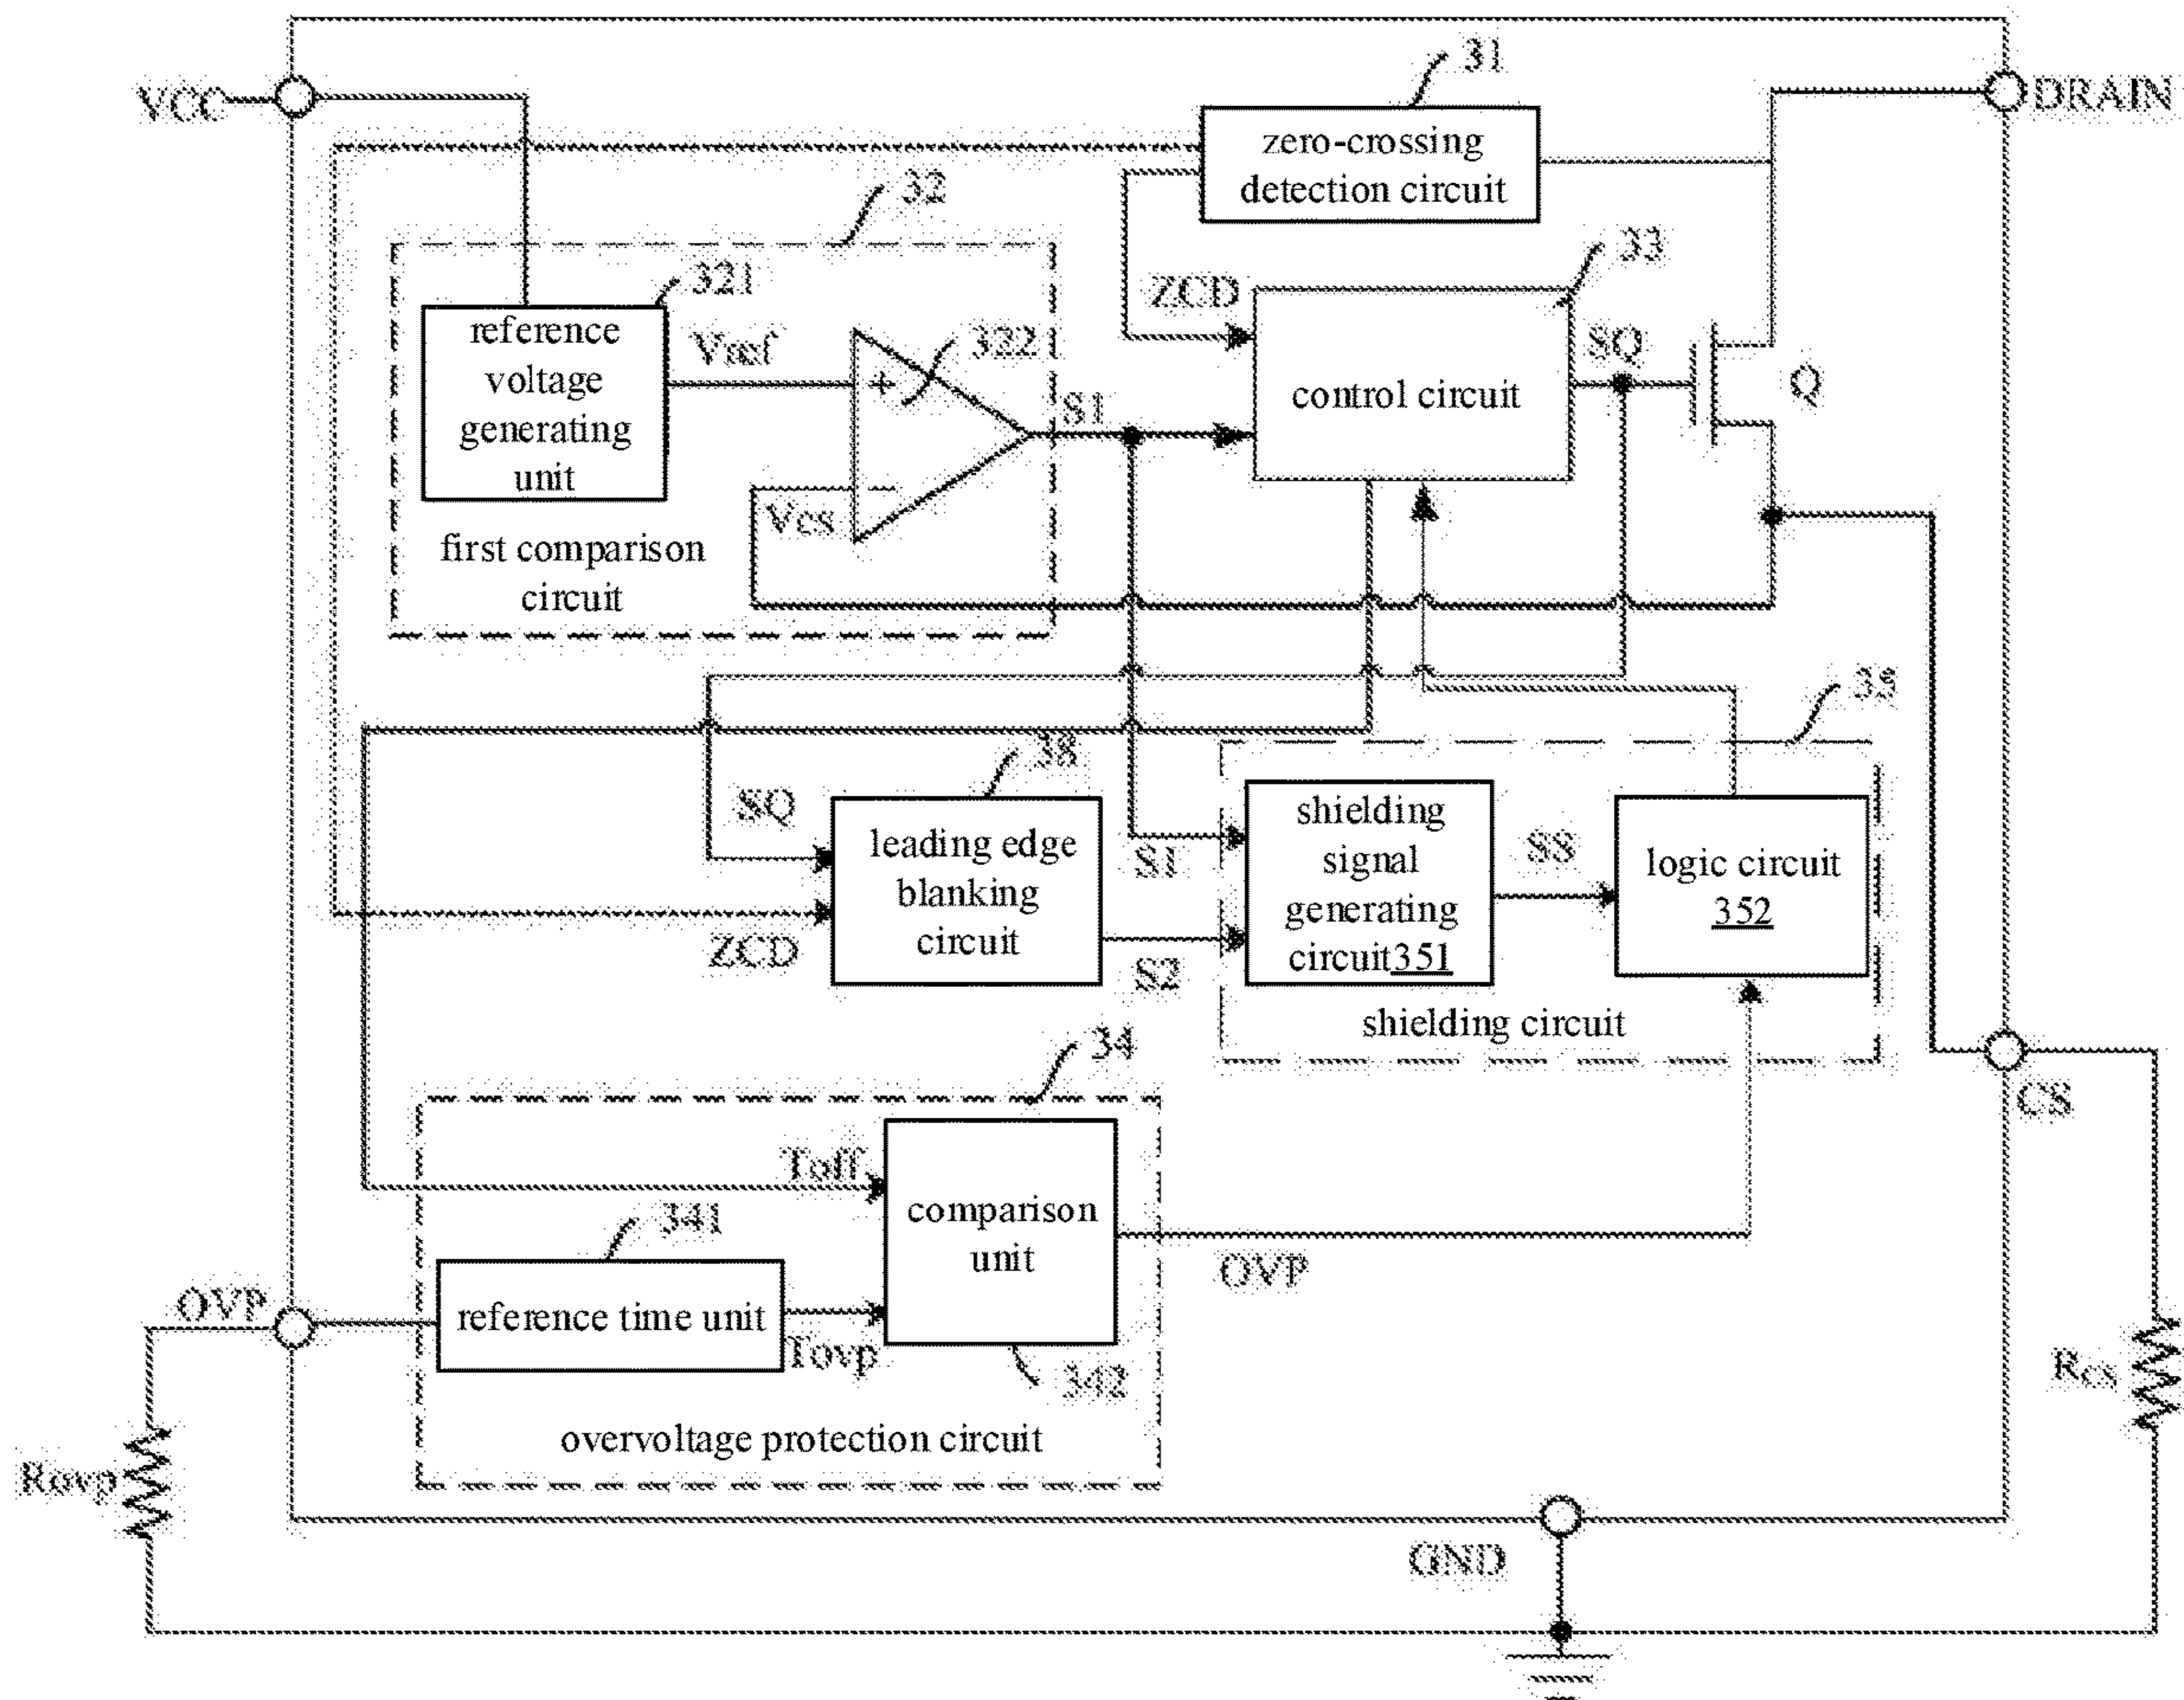 31
VCC
DRAIN
zero-crossing
detection circuit
32
33
321
ZCD
reference
voltage
generating
unit
Vref
322
+
SQ
Q
control circuit
S1
Vcs
first comparison
circuit
35
38
SQ
leading edge
blanking
circuit
shielding
signal
generating
circuit351
S1
SS
logic circuit
352
ZCD
S2
shielding circuit
34
CS
Toff
comparison
unit
341
OVP
OVP
reference time unit
Tovp
342
Rcs
overvoltage protection circuit
Rovp
GND